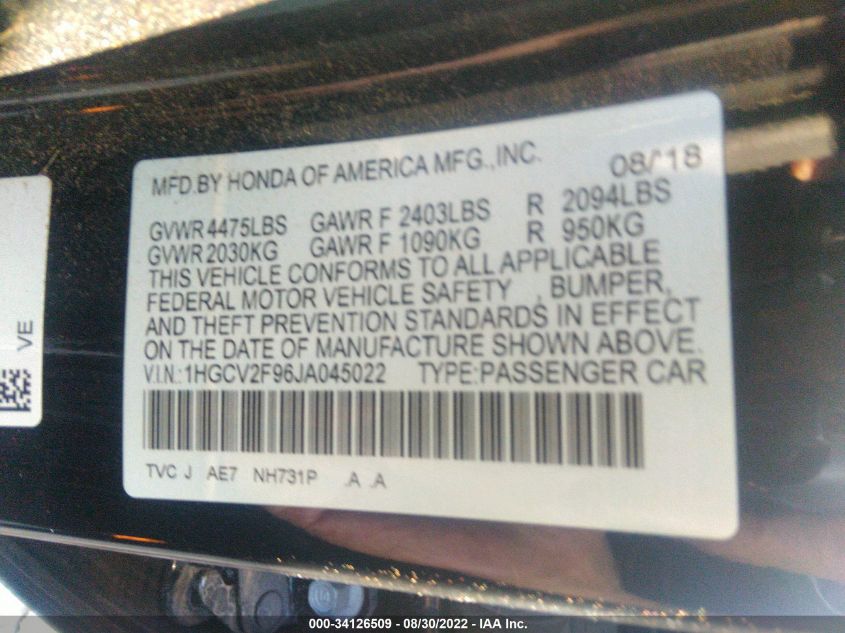 MFD.BY HONDA OF AMERICA MFG.,INC. 08/18
GVWR 4475LBS GAWR F 2403LBS R 2094LBS
GVWR 2030KG GAWR F 1090KG R 950KG
THIS VEHICLE CONFORMS TO ALL APPLICABLE
FEDERAL MOTOR VEHICLE SAFETY , BUMPER,
AND THEFT PREVENTION STANDARDS IN EFFECT
ON THE DATE OF MANUFACTURE SHOWN ABOVE.
V.I.N.:1HGCV2F96JA045022 TYPE:PASSENGER CAR
TVC J AE7 NH731P .A .A
VE
000-34126509 - 08/30/2022 - IAA Inc.